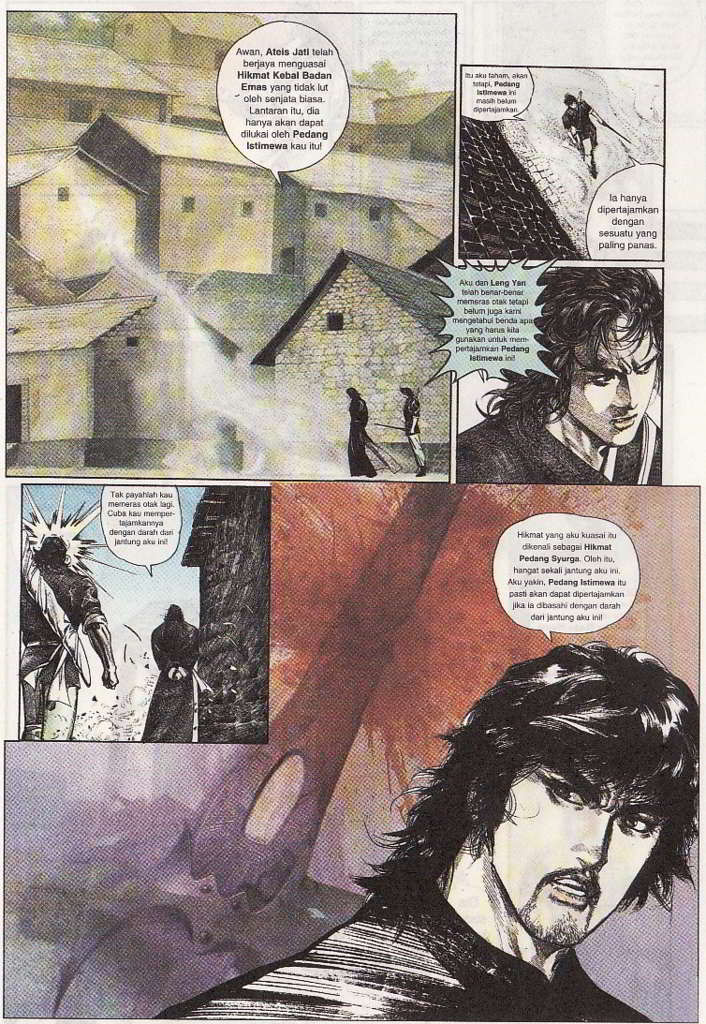 Awan, Ateis Jati telah
berjaya menguasai
Hikmat Kebal Badan
Emas yang tidak lut
oleh senjata biasa.
Lantaran itu, dia
hanya akan dapat
dilukai oleh Pedang
Istimewa kau itu!
Itu aku faham, akan
tetapi, Pedang
Istimewa ini
masih belum
dipertajamkan.
Ia hanya
dipertajamkan
dengan
sesuatu yang
paling panas.
Aku dan Leng Yan
telah benar-benar
memeras otak tetapi
belum juga kami
mengetahui benda apa
yang harus kita
gunakan untuk mem-
pertajamkan Pedang
Istimewa ini!
Tak payahlah kau
memeras otak lagi.
Cuba kau memper-
tajamkannya
dengan darah dari
jantung aku ini!
Hikmat yang aku kuasai itu
dikenali sebagai Hikmat
Pedang Syurga. Oleh itu,
hangat sekali jantung aku ini.
Aku yakin, Pedang Istimewa itu
pasti akan dapat dipertajamkan
jika ia dibasahi dengan darah
dari jantung aku ini!